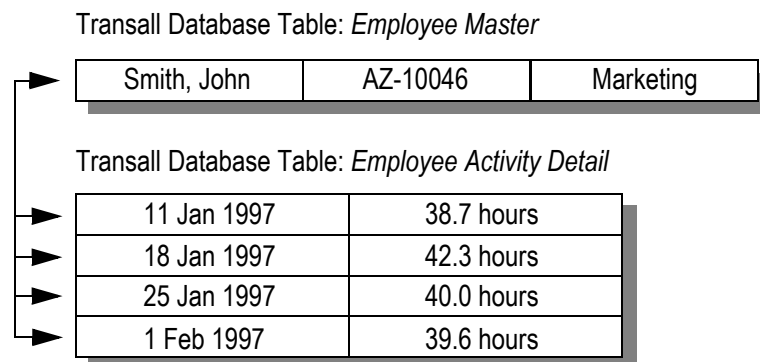 Transall Database Table: Employee Master
Smith, John AZ-10046 Marketing
Transall Database Table: Employee Activity Detail
11 Jan 1997 38.7 hours
18 Jan 1997 42.3 hours
25 Jan 1997 40.0 hours
1 Feb 1997 39.6 hours